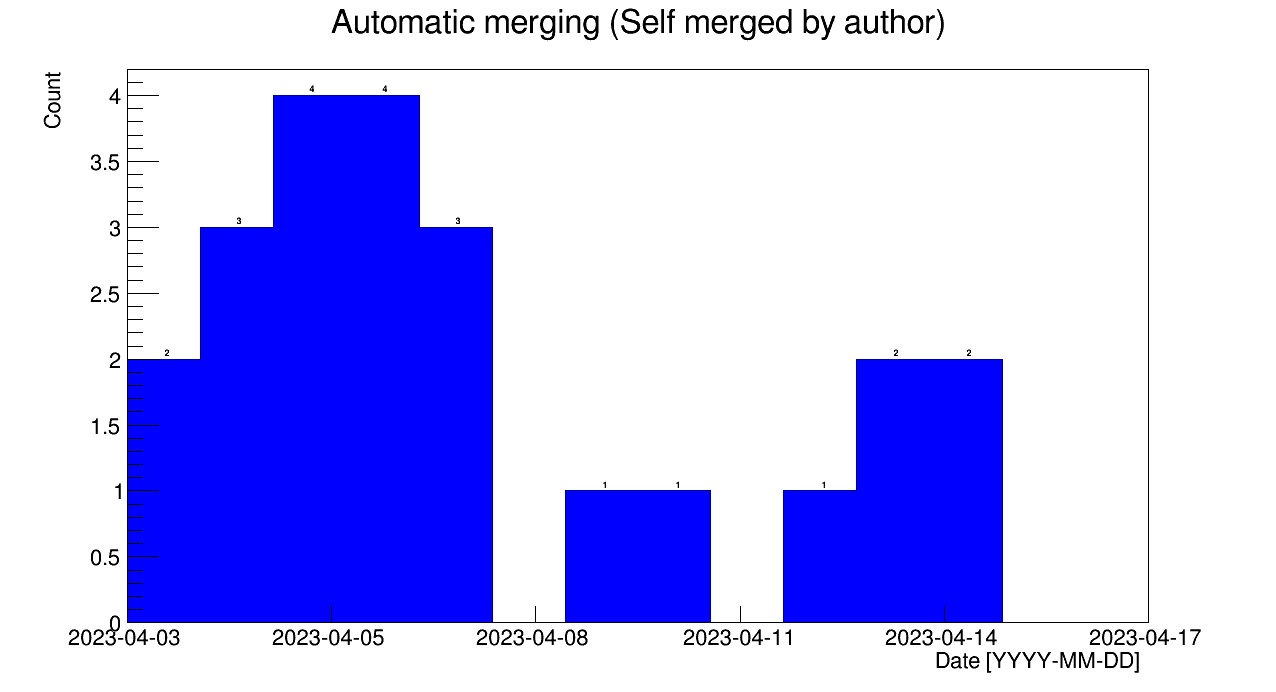 Automatic merging (Self merged by author)
Count
4
3.5
3
2.5
2
1.5
1
0.5
0
2 3 4 4 3 1 1 1 2 2
2023-04-03 2023-04-05 2023-04-08 2023-04-11 2023-04-14 2023-04-17
Date [YYYY-MM-DD]